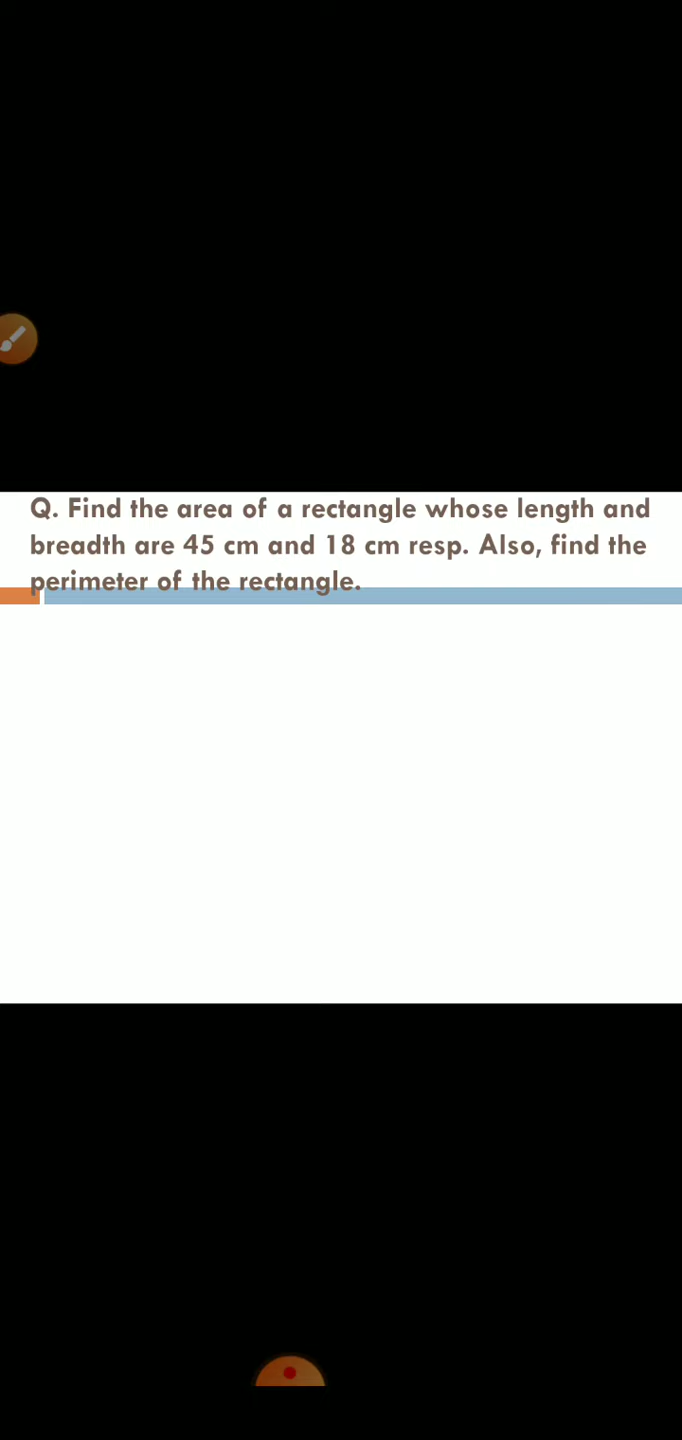 Q. Find the area of a rectangle whose length and
breadth are 45 cm and 18 cm resp. Also, find the
perimeter of the rectangle.